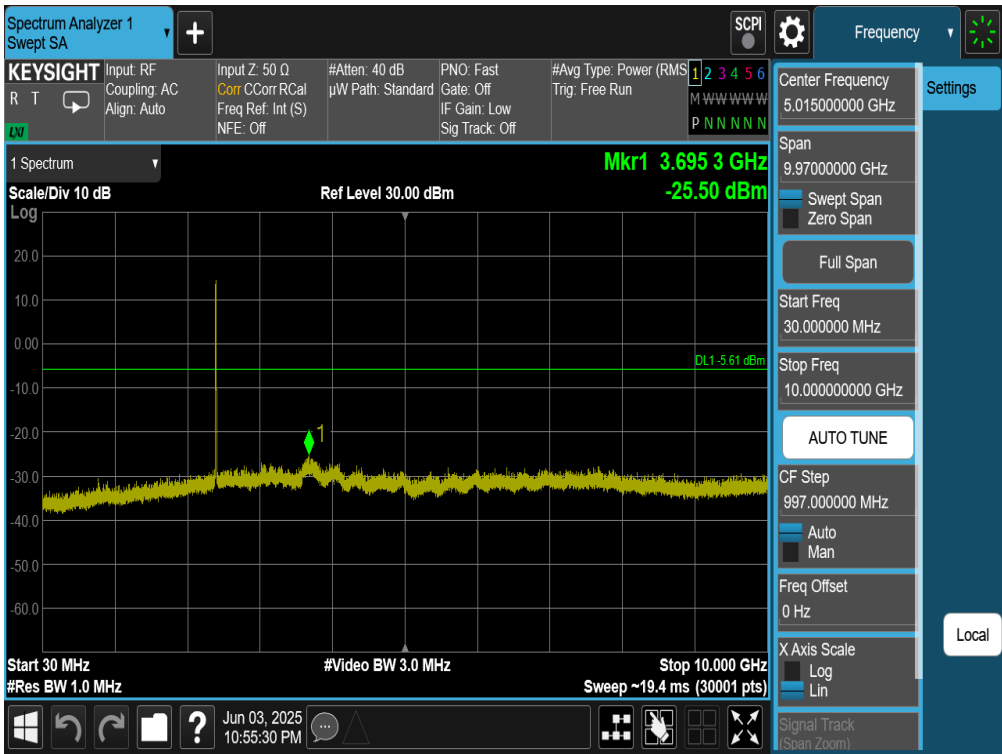 Spectrum Analyzer 1
Swept SA
+
SCPI
Frequency
KEYSIGHT
R T
LXI
Input: RF
Coupling: AC
Align: Auto
Input Z: 50 Ω
Corr CCorr RCal
Freq Ref: Int (S)
NFE: Off
#Atten: 40 dB
µW Path: Standard
PNO: Fast
Gate: Off
IF Gain: Low
Sig Track: Off
#Avg Type: Power (RMS
Trig: Free Run
1 2 3 4 5 6
M W W W W W
P N N N N N
1 Spectrum
Mkr1 3.695 3 GHz
-25.50 dBm
Scale/Div 10 dB
Ref Level 30.00 dBm
Log
20.0
10.0
0.00
-10.0
-20.0
-30.0
-40.0
-50.0
-60.0
DL1 -5.61 dBm
1
Start 30 MHz
#Video BW 3.0 MHz
Stop 10.000 GHz
#Res BW 1.0 MHz
Sweep ~19.4 ms (30001 pts)
Center Frequency
5.015000000 GHz
Span
9.97000000 GHz
Swept Span
Zero Span
Full Span
Start Freq
30.000000 MHz
Stop Freq
10.000000000 GHz
AUTO TUNE
CF Step
997.000000 MHz
Auto
Man
Freq Offset
0 Hz
X Axis Scale
Log
Lin
Signal Track
(Span Zoom)
Settings
Local
?
Jun 03, 2025
10:55:30 PM